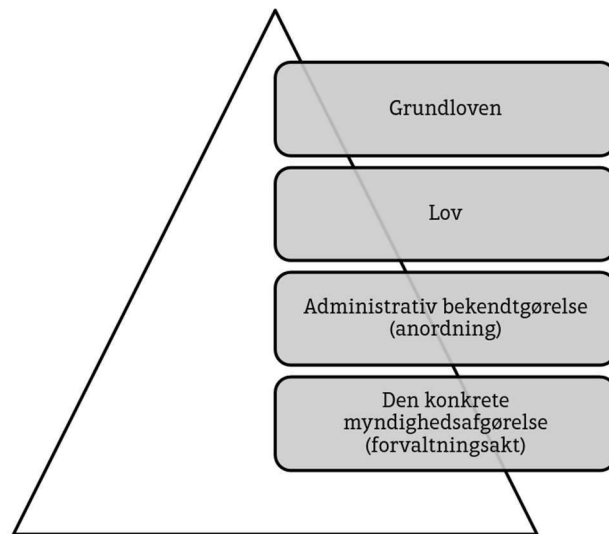 Grundloven
Lov
Administrativ bekendtgørelse
(anordning)
Den konkrete
myndighedsafgørelse
(forvaltningsakt)